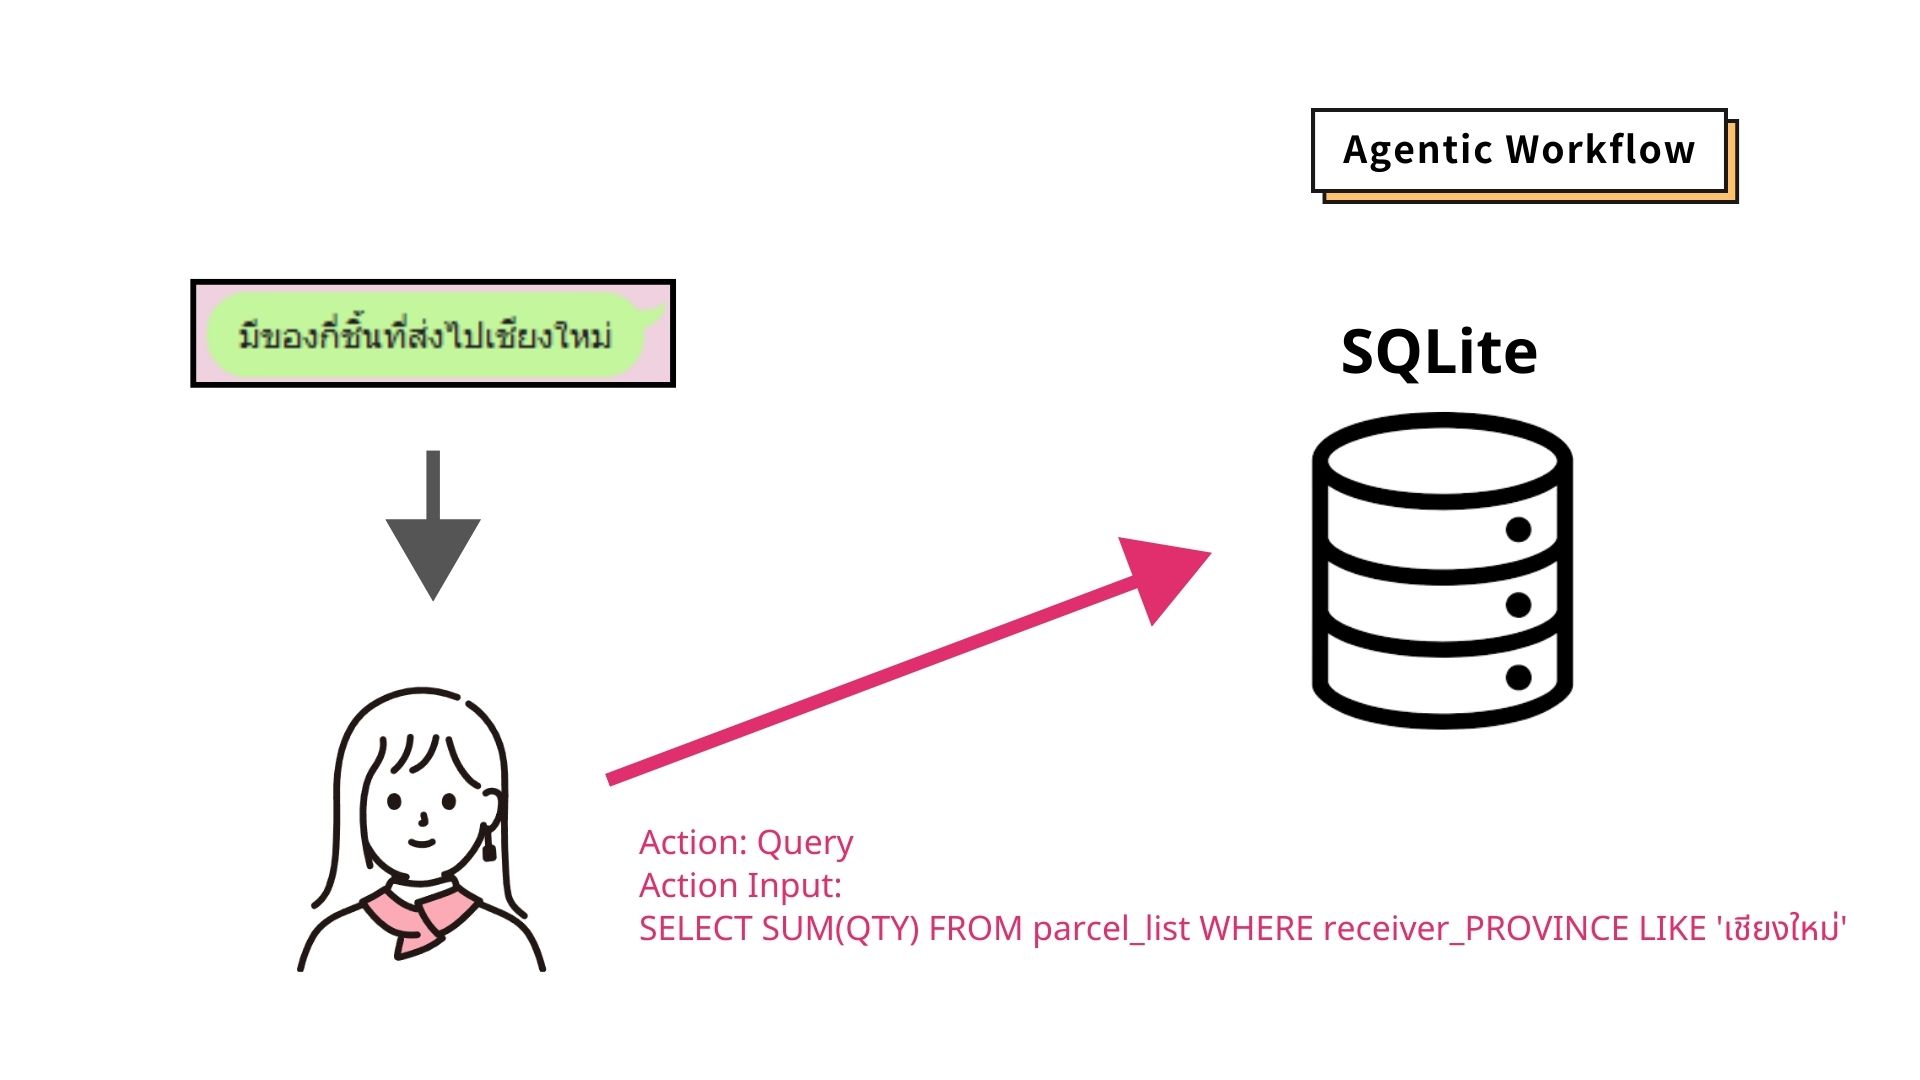 Agentic Workflow
มีของกี่ชิ้นที่ส่งไปเชียงใหม่
SQLite
Action: Query
Action Input:
SELECT SUM(QTY) FROM parcel_list WHERE receiver_PROVINCE LIKE 'เชียงใหม่'